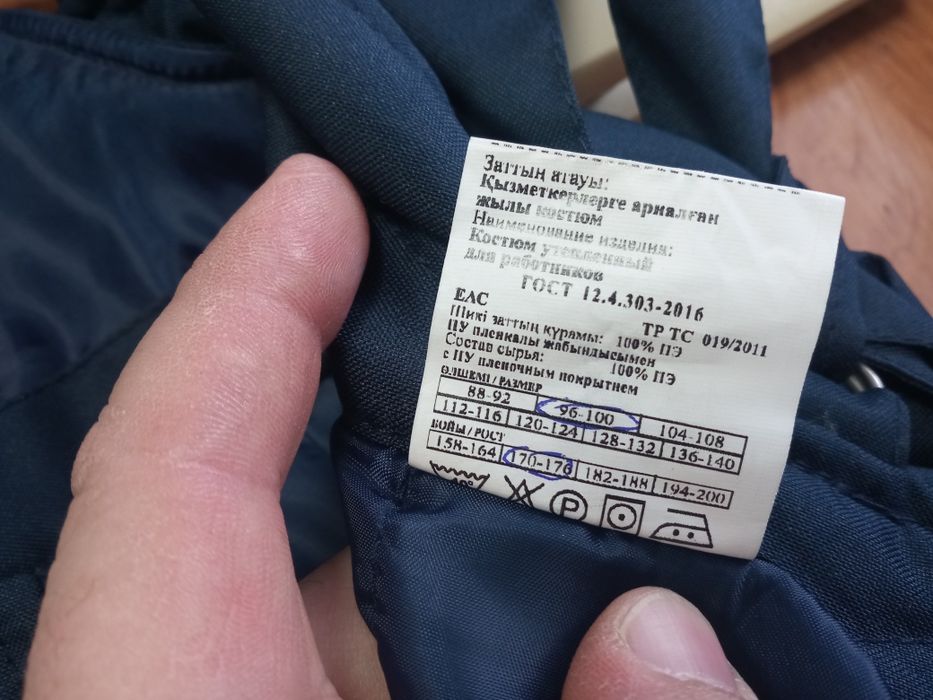 Заттың атауы:
Қызметкерлерге арналған
жылы костюм
Наименование изделия:
Костюм утепленный
для работников
ГОСТ 12.4.303-2016
ЕАС ТР ТС 019/2011
Шикі заттың құрамы: 100% ПЭ
ПУ пленкалы жабындысымен
Состав сырья: 100% ПЭ
с ПУ пленочным покрытием
ӨЛШЕМІ / РАЗМЕР
88-92 96-100 104-108
112-116 120-124 128-132 136-140
БОЙЫ / РОСТ
158-164 170-176 182-188 194-200
40° P